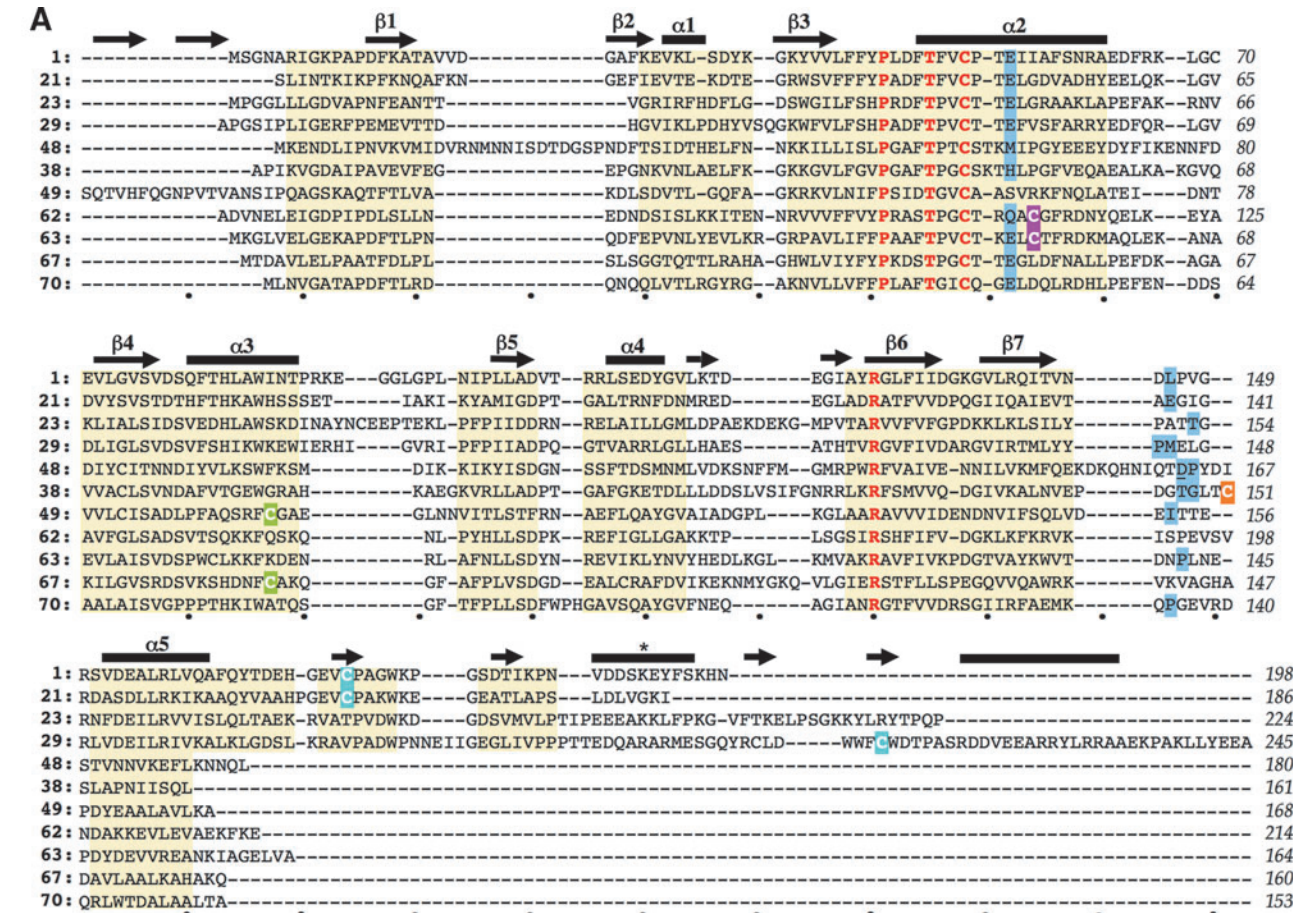 A
β1 β2 α1 β3 α2
1: -------------MSGNARIGKPAPDFKATAVVD------------GAFKEVKL-SDYK--GKYVVLFFYPLDFTFVCP-TEIIAFSNRAEDFRK--LGC 70
21: -----------------SLINTKIKPFKNQAFKN------------GEFIEVTE-KDTE--GRWSVFFFYPADFTFVCP-TELGDVADHYEELQK--LGV 65
23: -------------MPGGLLLGDVAPNFEANTT----------------VGRIRFHDFLG--DSWGILFSHPRDFTPVCT-TELGRAAKLAPEFAK--RNV 66
29: ------------APGSIPLIGERFPEMEVTTD----------------HGVIKLPDHYVSQGKWFVLFSHPADFTPVCT-TEFVSFARRYEDFQR--LGV 69
48: ------------MKENDLIPNVKVMIDVRNMNNISDTDGSPNDFTSIDTHELFN--NKKILLISLPGAFTPTCSTKMIPGYEEEYDYFIKENNFD 80
38: ---------------APIKVGDAIPAVEVFEG--------------EPGNKVNLAELFK--GKKGVLFGVPGAFTPGCSKTHLPGFVEQAEALKA-KGVQ 68
49: SQTVHFQGNPVTVANSIPQAGSKAQTFTLVA---------------KDLSDVTL-GQFA--GKRKVLNIFPSIDTGVCA-ASVRKFNQLATEI----DNT 78
62: ------------ADVNELEIGDPIPDLSLLN---------------EDNDSISLKKITEN-NRVVVFFVYPRASTPGCT-RQACGFRDNYQELK---EYA 125
63: -------------MKGLVELGEKAPDFTLPN---------------QDFEPVNLYEVLKR-GRPAVLIFFPAAFTPVCT-KELCTFRDKMAQLEK--ANA 68
67: --------------MTDAVLELPAATFDLPL---------------SLSGGTQTTLRAHA-GHWLVIYFYPKDSTPGCT-TEGLDFNALLPEFDK--AGA 67
70: ----------------MLNVGATAPDFTLRD---------------QNQQLVTLRGYRG--AKNVLLVFFPLAFTGICQ-GELDQLRDHLPEFEN--DDS 64
β4 α3 β5 α4 β6 β7
1: EVLGVSVDSQFTHLAWINTPRKE---GGLGPL-NIPLLADVT--RRLSEDYGVLKTD--------EGIAYRGLFIIDGKGVLRQITVN-------DLPVG-- 149
21: DVYSVSTDTHFTHKAWHSSSET------IAKI-KYAMIGDPT--GALTRNFDNMRED--------EGLADRATFVVDPQGIIQAIEVT-------AEGIG-- 141
23: KLIALSIDSVEDHLAWSKDINAYNCEEPTEKL-PFPIIDDRN--RELAILLGMLDPAEKDEKG-MPVTARVVFVFGPDKKLKLSILY-------PATTG-- 154
29: DLIGLSVDSVFSHIKWKEWIERHI----GVRI-PFPIIADPQ--GTVARRLGLLHAES-------ATHTVRGVFIVDARGVIRTMLYY-------PMELG-- 148
48: DIYCITNNDIYVLKSWFKSM--------DIK-KIKYISDGN--SSFTDSMNMLVDKSNFFM--GMRPWRFVAIVE-NNILVKMFQEKDKQHNIQTDPYDI 167
38: VVACLSVNDAFVTGEWGRAH-------KAEGKVRLLADPT--GAFGKETDLLLDDSLVSIFGNRRLKRFSMVVQ-DGIVKALNVEP------DGTGLTC 151
49: VVLCISADLPFAQSRFCGAE-------GLNNVITLSTFRN--AEFLQAYGVAIADGPL-----KGLAARAVVVIDENDNVIFSQLVD-------EITTE-- 156
62: AVFGLSADSVTSQKKFQSKQ----------NL-PYHLLSDPK--REFIGLLGAKKTP--------LSGSIRSHFIFV-DGKLKFKRVK-------ISPEVSV 198
63: EVLAISVDSPWCLKKFKDEN----------RL-AFNLLSDYN--REVIKLYNVYHEDLKGL---KMVAKRAVFIVKPDGTVAYKWVT-------DNPLNE- 145
67: KILGVSRDSVKSHDNFCAKQ----------GF-AFPLVSDGD--EALCRAFDVIKEKNMYGKQ-VLGIERSTFLLSPEGQVVQAWRK-------VKVAGHA 147
70: AALAISVGPPPTHKIWATQS----------GF-TFPLLSDFWPHGAVSQAYGVFNEQ--------AGIANRGTFVVDRSGIIRFAEMK-------QPGEVRD 140
α5 *
1: RSVDEALRLVQAFQYTDEH-GEVCPAGWKP----GSDTIKPN---VDDSKEYFSKHN---------------------------------------------- 198
21: RDASDLLRKIKAAQYVAAHPGEVCPAKWKE----GEATLAPS---LDLVGKI--------------------------------------------------- 186
23: RNFDEILRVVISLQLTAEK-RVATPVDWKD----GDSVMVLPTIPEEEAKKLFPKG-VFTKELPSGKKYLRYTPQP--------------------------- 224
29: RLVDEILRIVKALKLGDSL-KRAVPADWPNNEIIGEGLIVPPPTTEDQARARMESGQYRCLD-----WWFCWDTPASRDDVEEARRYLRRAAEKPAKLLYEEA 245
48: STVNNVKEFLKNNQL---------------------------------------------------------------------------------------- 180
38: SLAPNIISQL--------------------------------------------------------------------------------------------- 161
49: PDYEAALAVLKA------------------------------------------------------------------------------------------- 168
62: NDAKKEVLEVAEKFKE--------------------------------------------------------------------------------------- 214
63: PDYDEVVREANKIAGELVA------------------------------------------------------------------------------------ 164
67: DAVLAALKAHAKQ------------------------------------------------------------------------------------------ 160
70: QRLWTDALAALTA------------------------------------------------------------------------------------------ 153